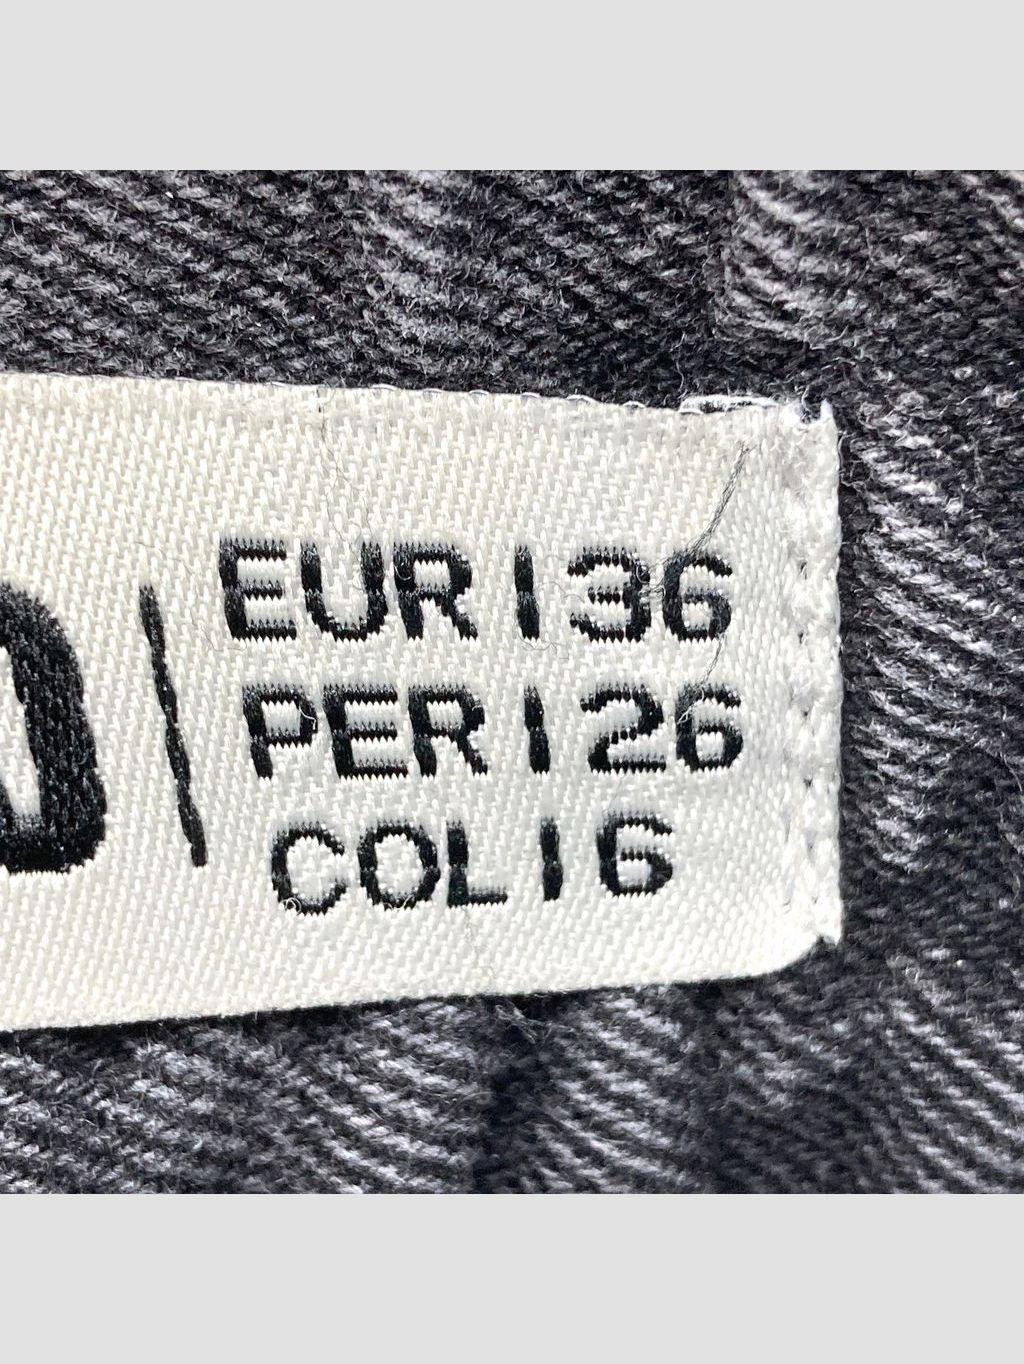 EUR | 36
PER | 26
COL | 6